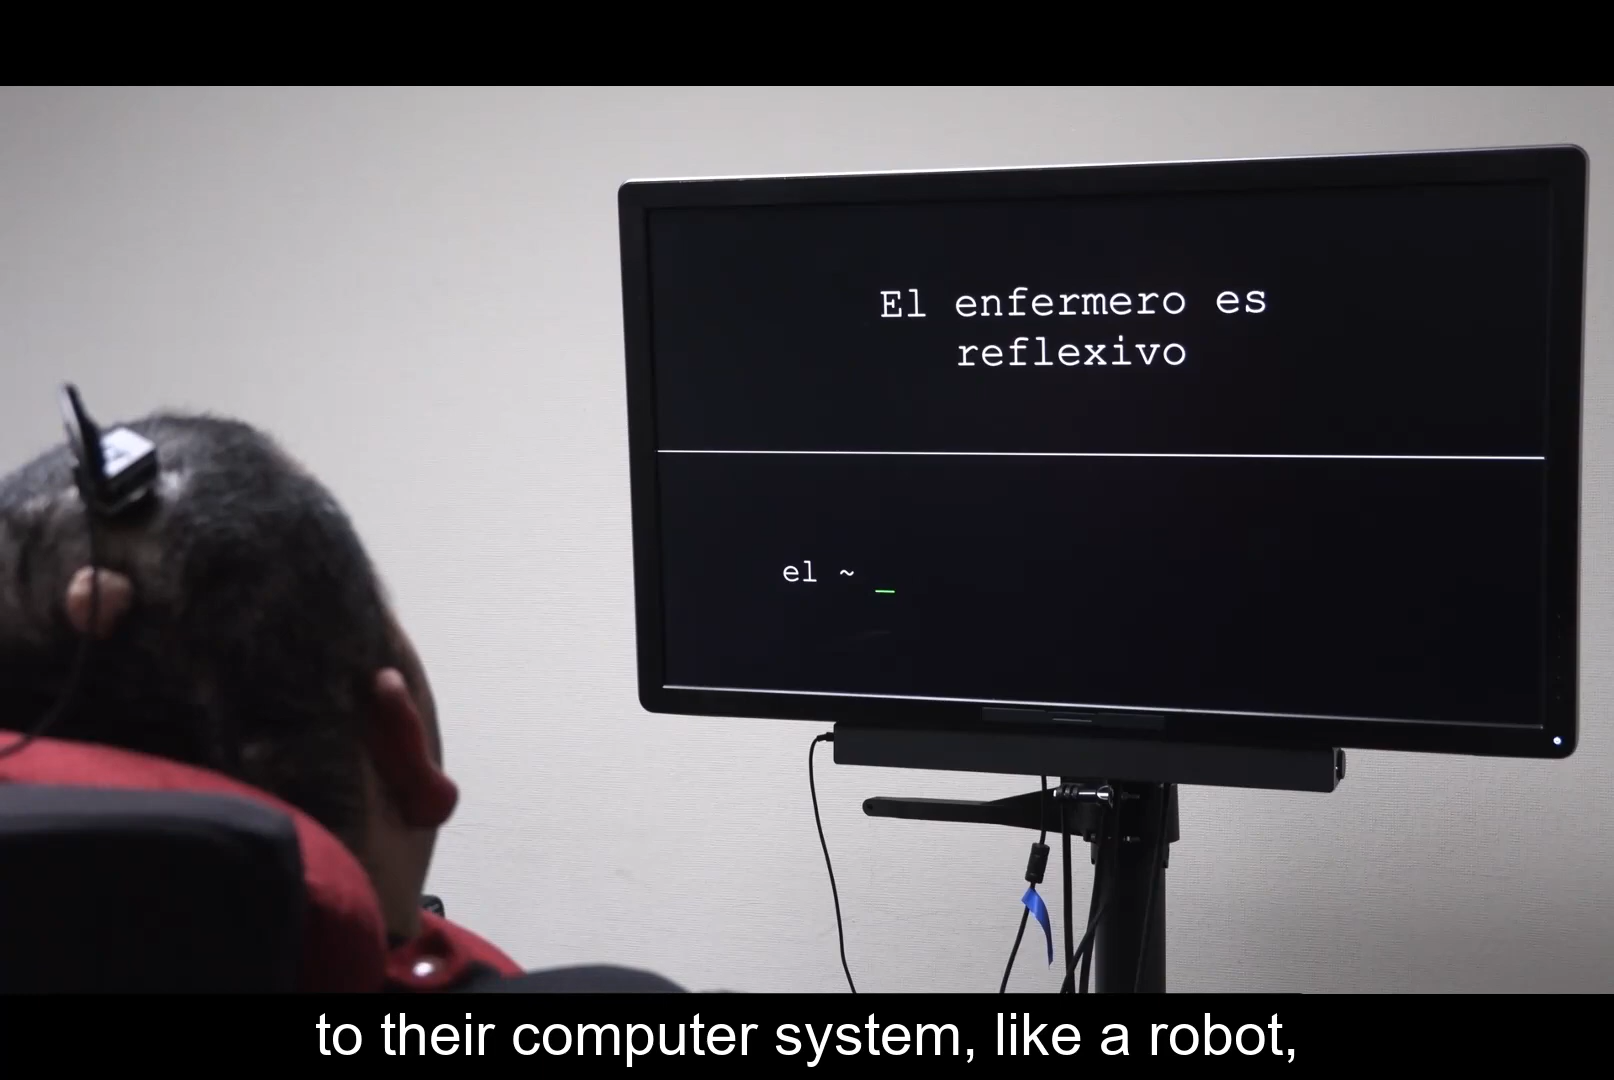 El enfermero es
reflexivo
el ~ _
to their computer system, like a robot,